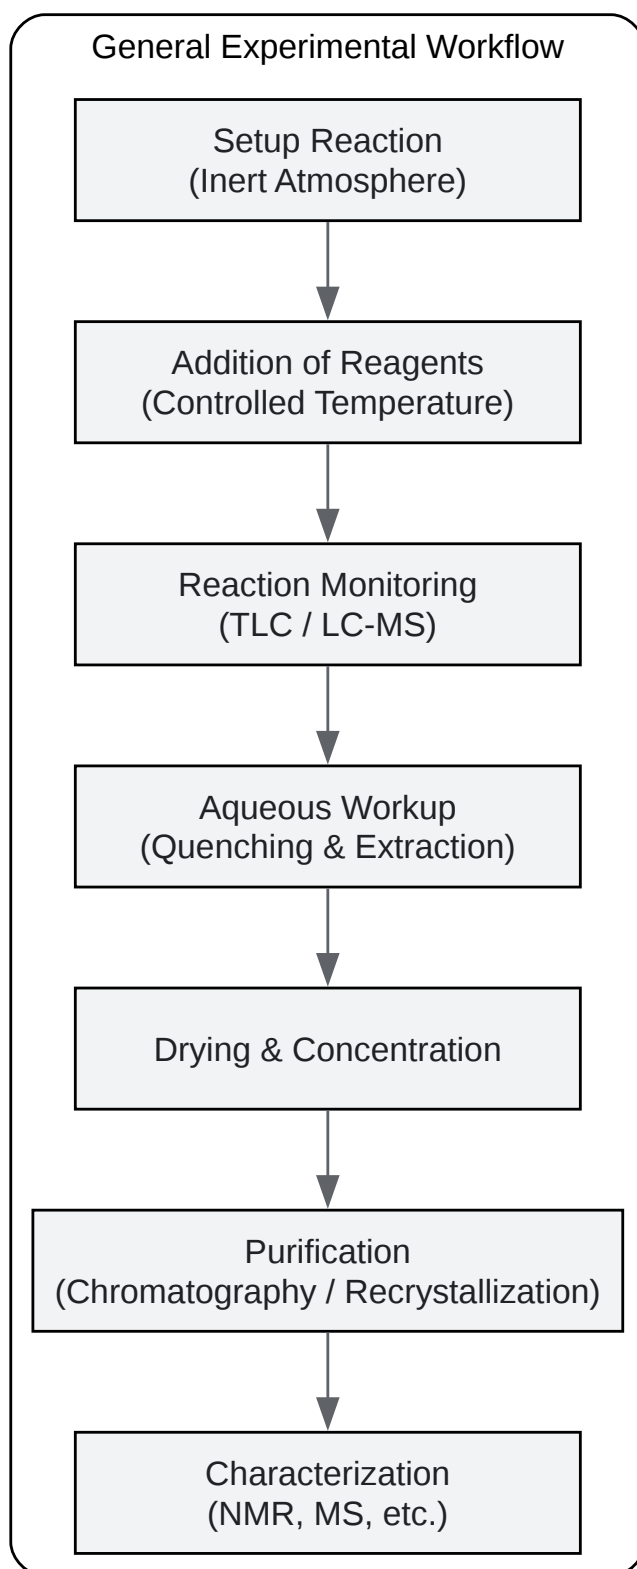 General Experimental Workflow
Setup Reaction
(Inert Atmosphere)
Addition of Reagents
(Controlled Temperature)
Reaction Monitoring
(TLC / LC-MS)
Aqueous Workup
(Quenching & Extraction)
Drying & Concentration
Purification
(Chromatography / Recrystallization)
Characterization
(NMR, MS, etc.)